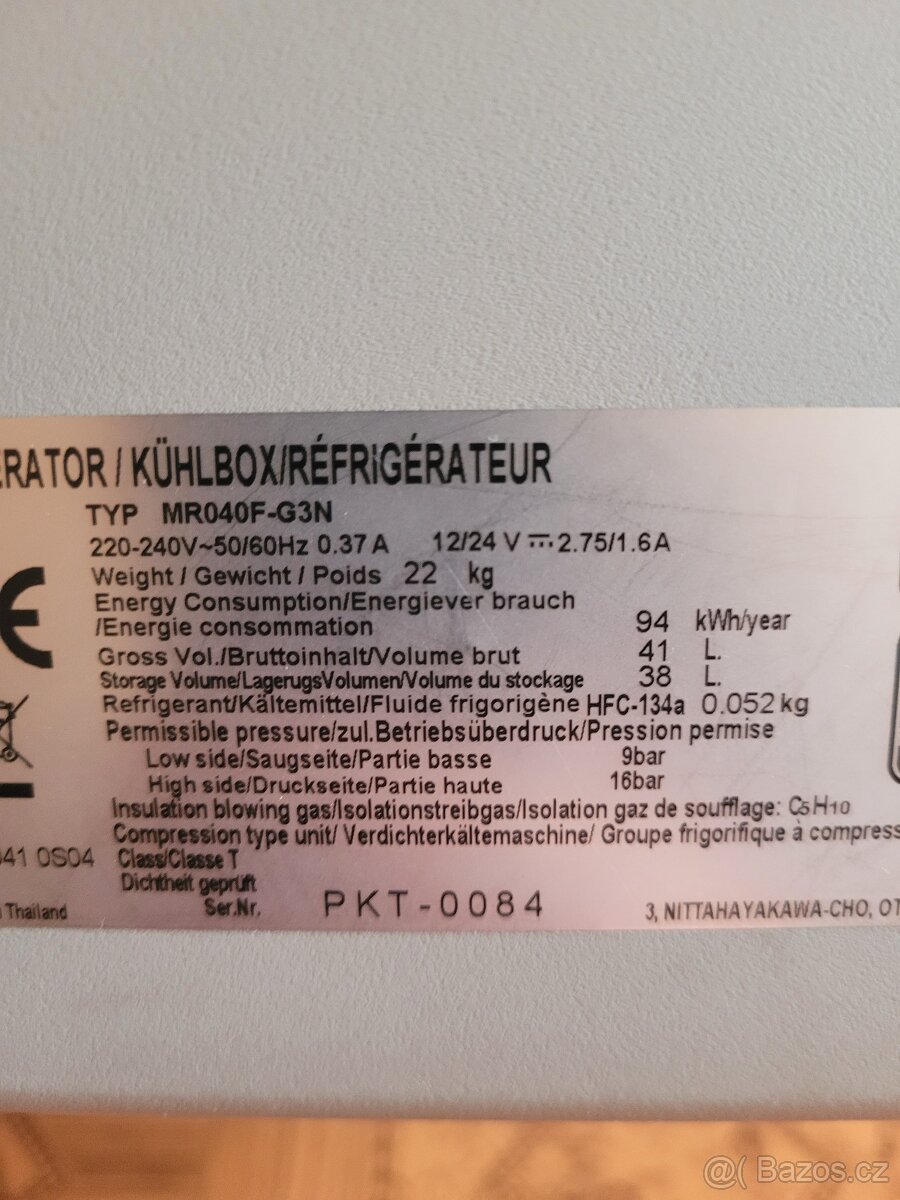 ERATOR / KÜHLBOX/RÉFRIGÉRATEUR
TYP MR040F-G3N
220-240V~50/60Hz 0.37A 12/24 V ⎓ 2.75/1.6A
Weight / Gewicht / Poids 22 kg
Energy Consumption/Energiever brauch
/Energie consommation 94 kWh/year
Gross Vol./Bruttoinhalt/Volume brut 41 L.
Storage Volume/LagerugsVolumen/Volume du stockage 38 L.
Refrigerant/Kältemittel/Fluide frigorigène HFC-134a 0.052 kg
Permissible pressure/zul.Betriebsüberdruck/Pression permise
Low side/Saugseite/Partie basse 9bar
High side/Druckseite/Partie haute 16bar
Insulation blowing gas/Isolationstreibgas/Isolation gaz de soufflage: C5H10
Compression type unit/ Verdichterkältemaschine/ Groupe frigorifique à compress
041 0S04 Class/Classe T
Dichtheit geprüft
Thailand Ser.Nr. PKT-0084 3, NITTAHAYAKAWA-CHO, OT
CE
@( Bazos.cz